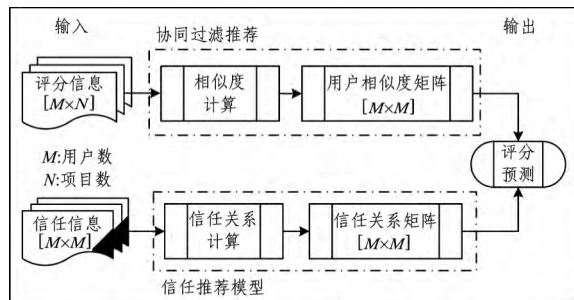 输入
协同过滤推荐
输出
评分信息
[M×N]
相似度
计算
用户相似度矩阵
[M×M]
M:用户数
N:项目数
评分
预测
信任信息
[M×M]
信任关系
计算
信任关系矩阵
[M×M]
信任推荐模型